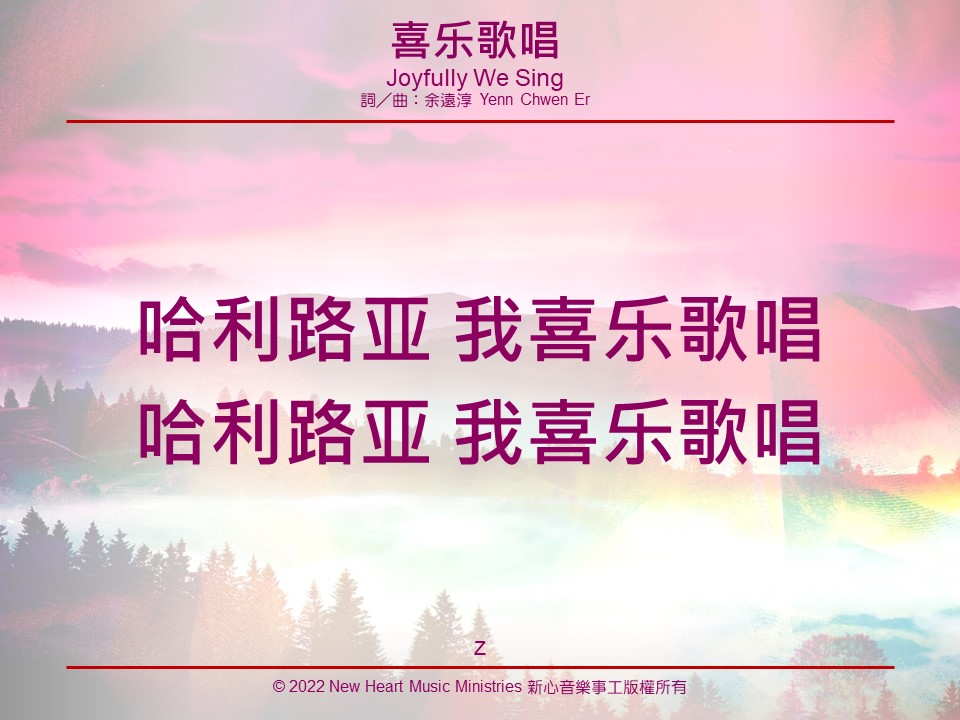 喜乐歌唱
Joyfully We Sing
詞／曲：余遠淳 Yenn Chwen Er
哈利路亚 我喜乐歌唱
哈利路亚 我喜乐歌唱
z
© 2022 New Heart Music Ministries 新心音樂事工版權所有